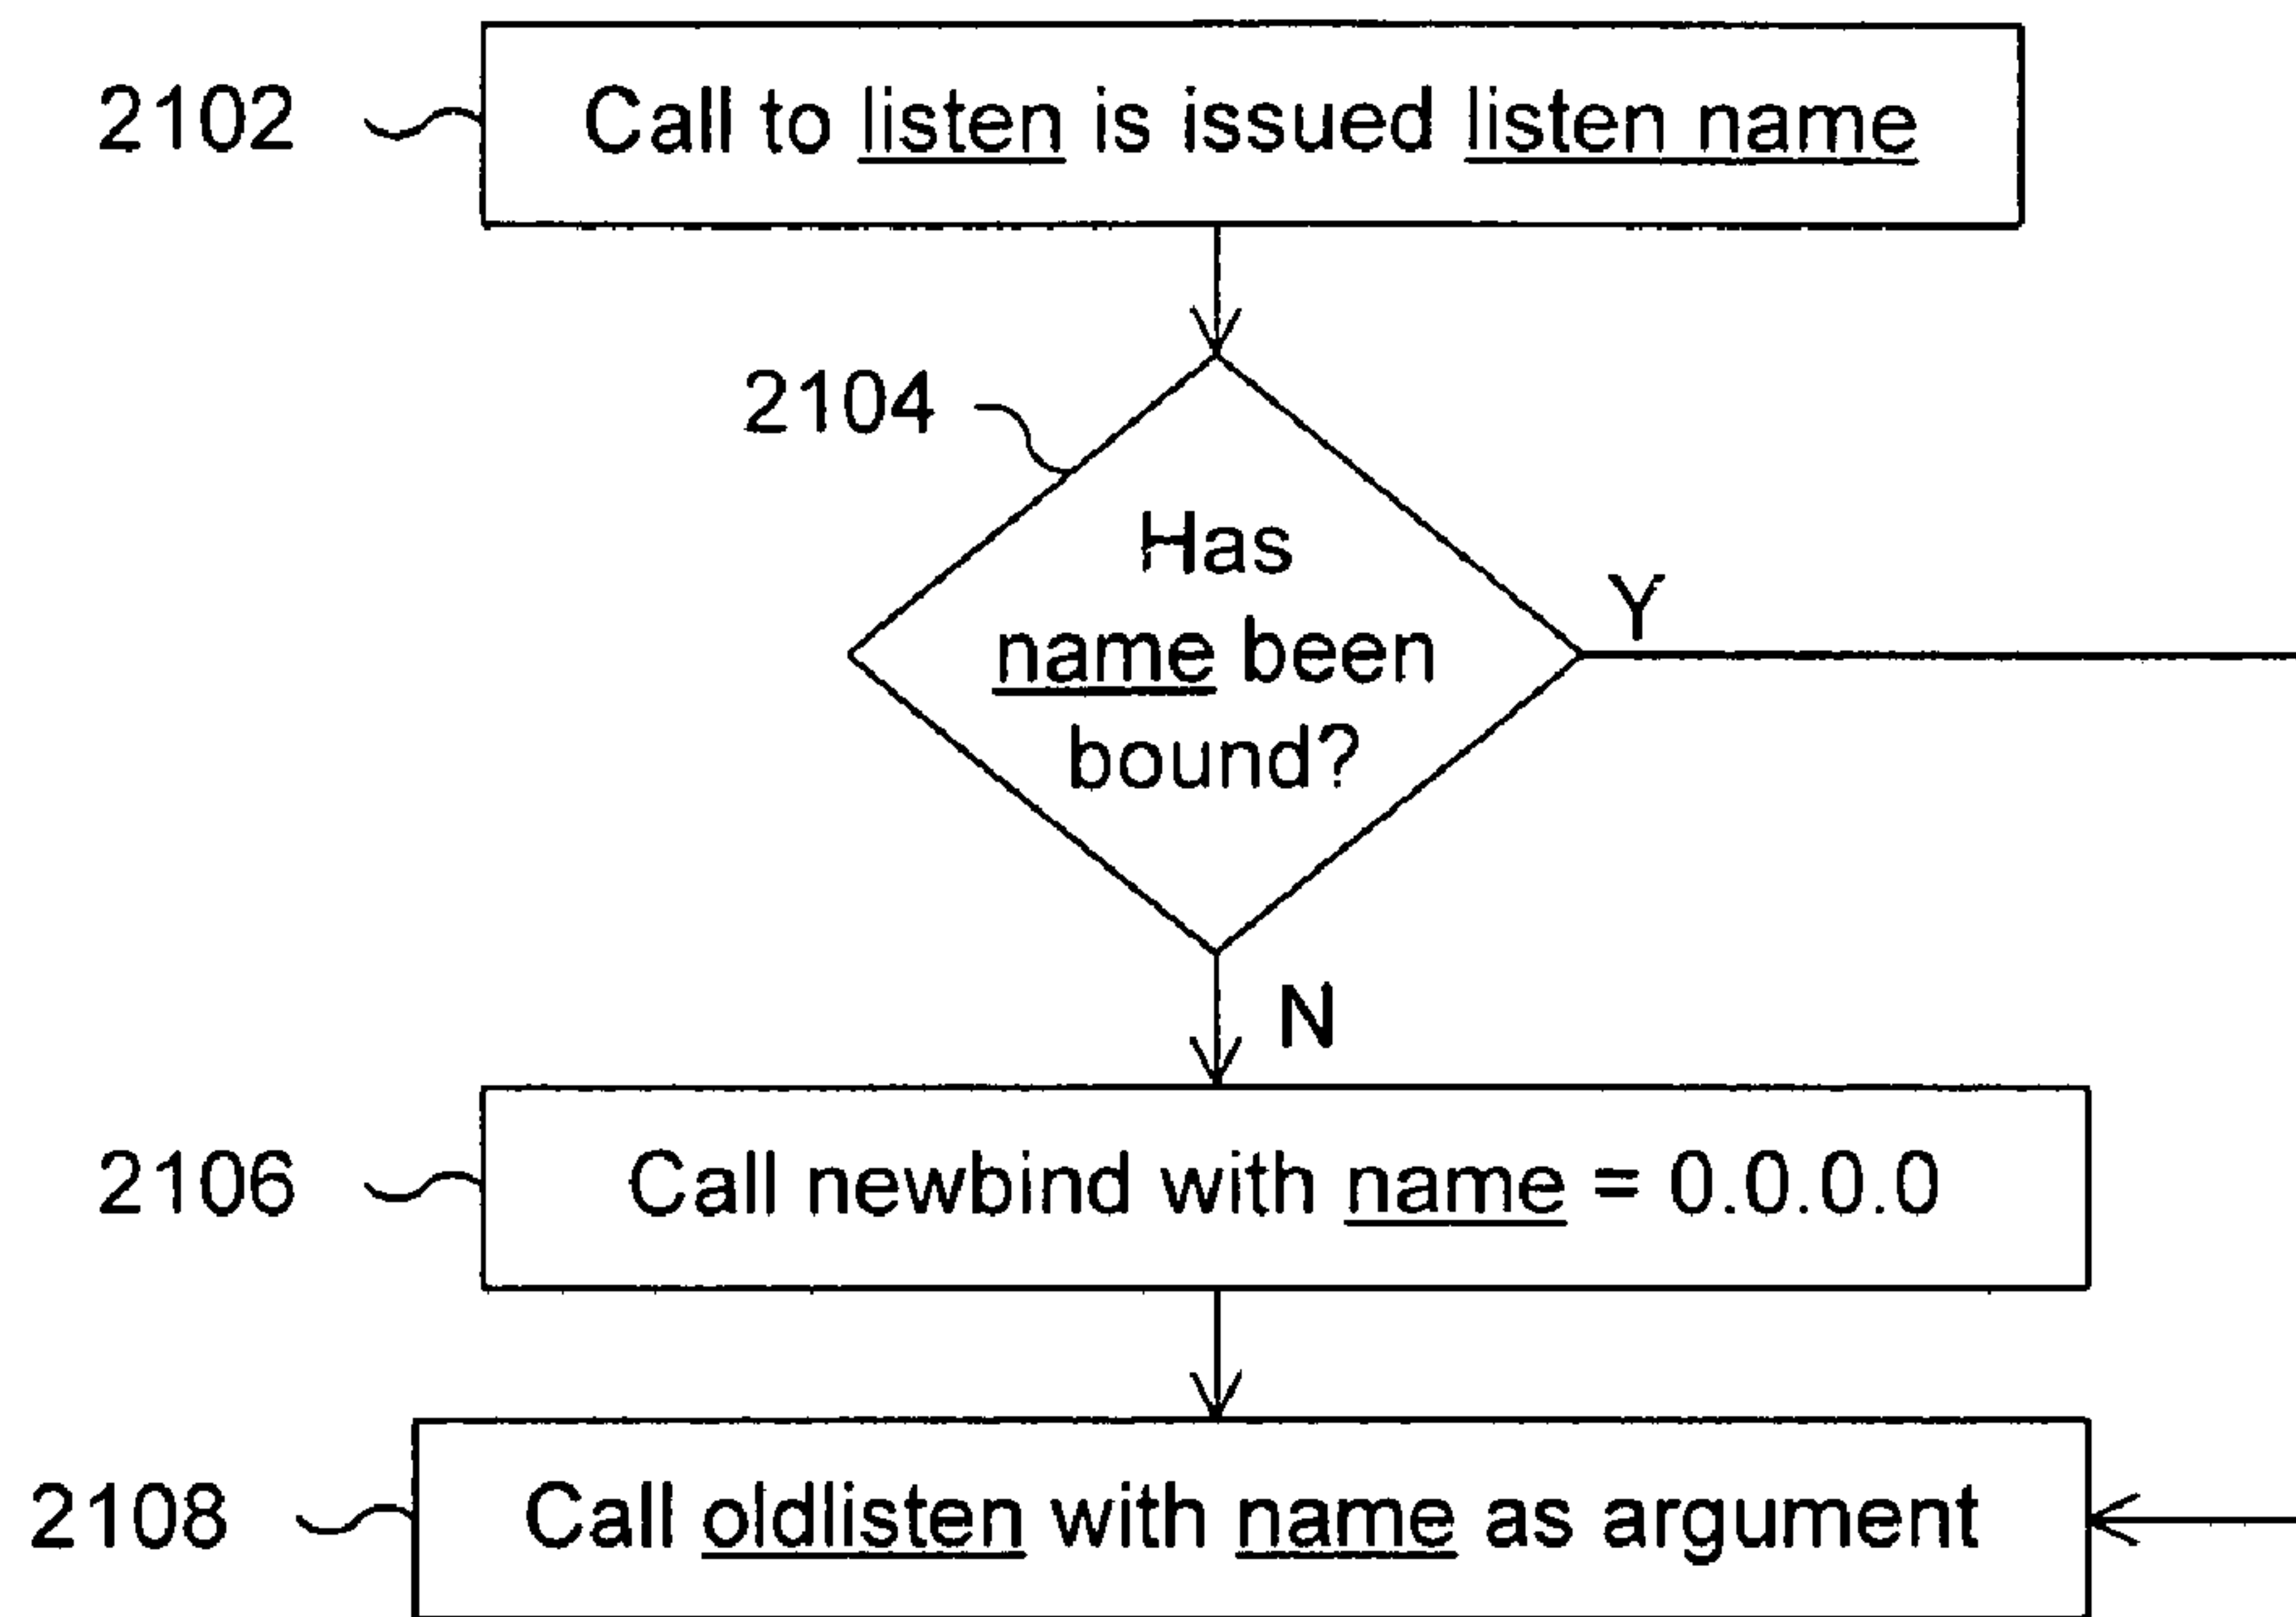 2102
Call to listen is issued listen name
2104
Has
name been
bound?
Y
N
2106
Call newbind with name = 0.0.0.0
2108
Call oldlisten with name as argument